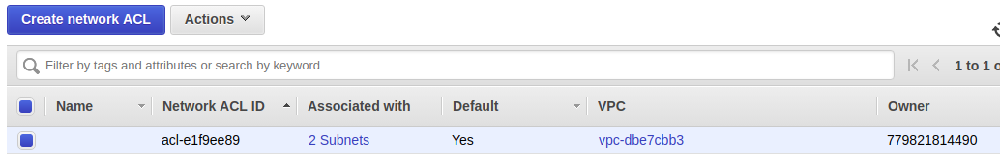 Create network ACL Actions
Filter by tags and attributes or search by keyword 1 to 1 o
Name Network ACL ID Associated with Default VPC Owner
acl-e1f9ee89 2 Subnets Yes vpc-dbe7cbb3 779821814490